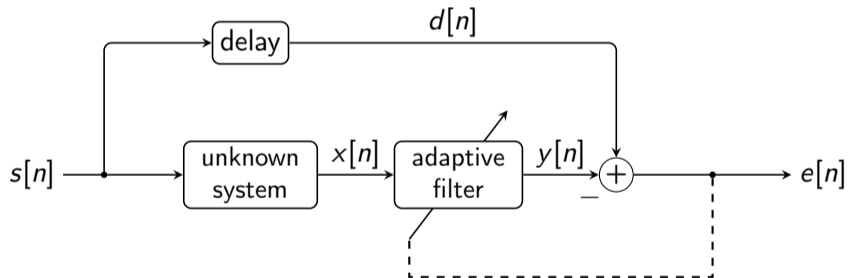 d[n]
delay
s[n]
unknown
system
x[n]
adaptive
filter
y[n]
+
−
e[n]